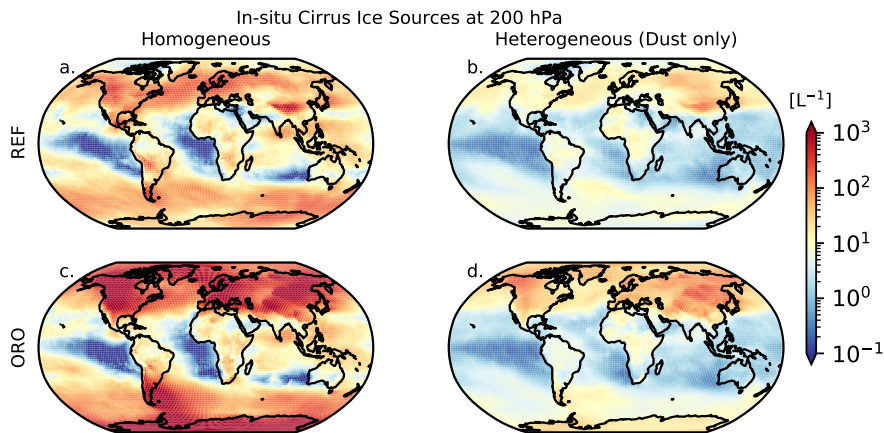 In-situ Cirrus Ice Sources at 200 hPa
Homogeneous
Heterogeneous (Dust only)
a.
b.
REF
[L⁻¹]
10³
10²
10¹
10⁰
10⁻¹
c.
d.
ORO